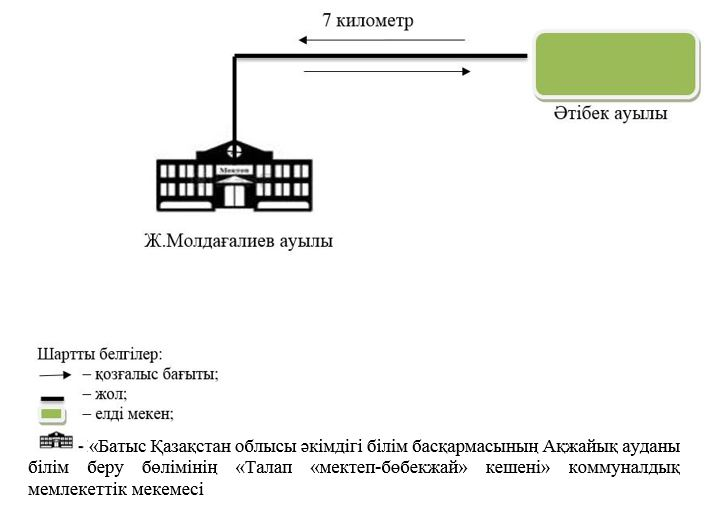 7 километр
Әтібек ауылы
Мектеп
Ж.Молдағалиев ауылы
Шартты белгілер:
– қозғалыс бағыты;
– жол;
– елді мекен;
- «Батыс Қазақстан облысы әкімдігі білім басқармасының Ақжайық ауданы
білім беру бөлімінің «Талап «мектеп-бөбекжай» кешені» коммуналдық
мемлекеттік мекемесі